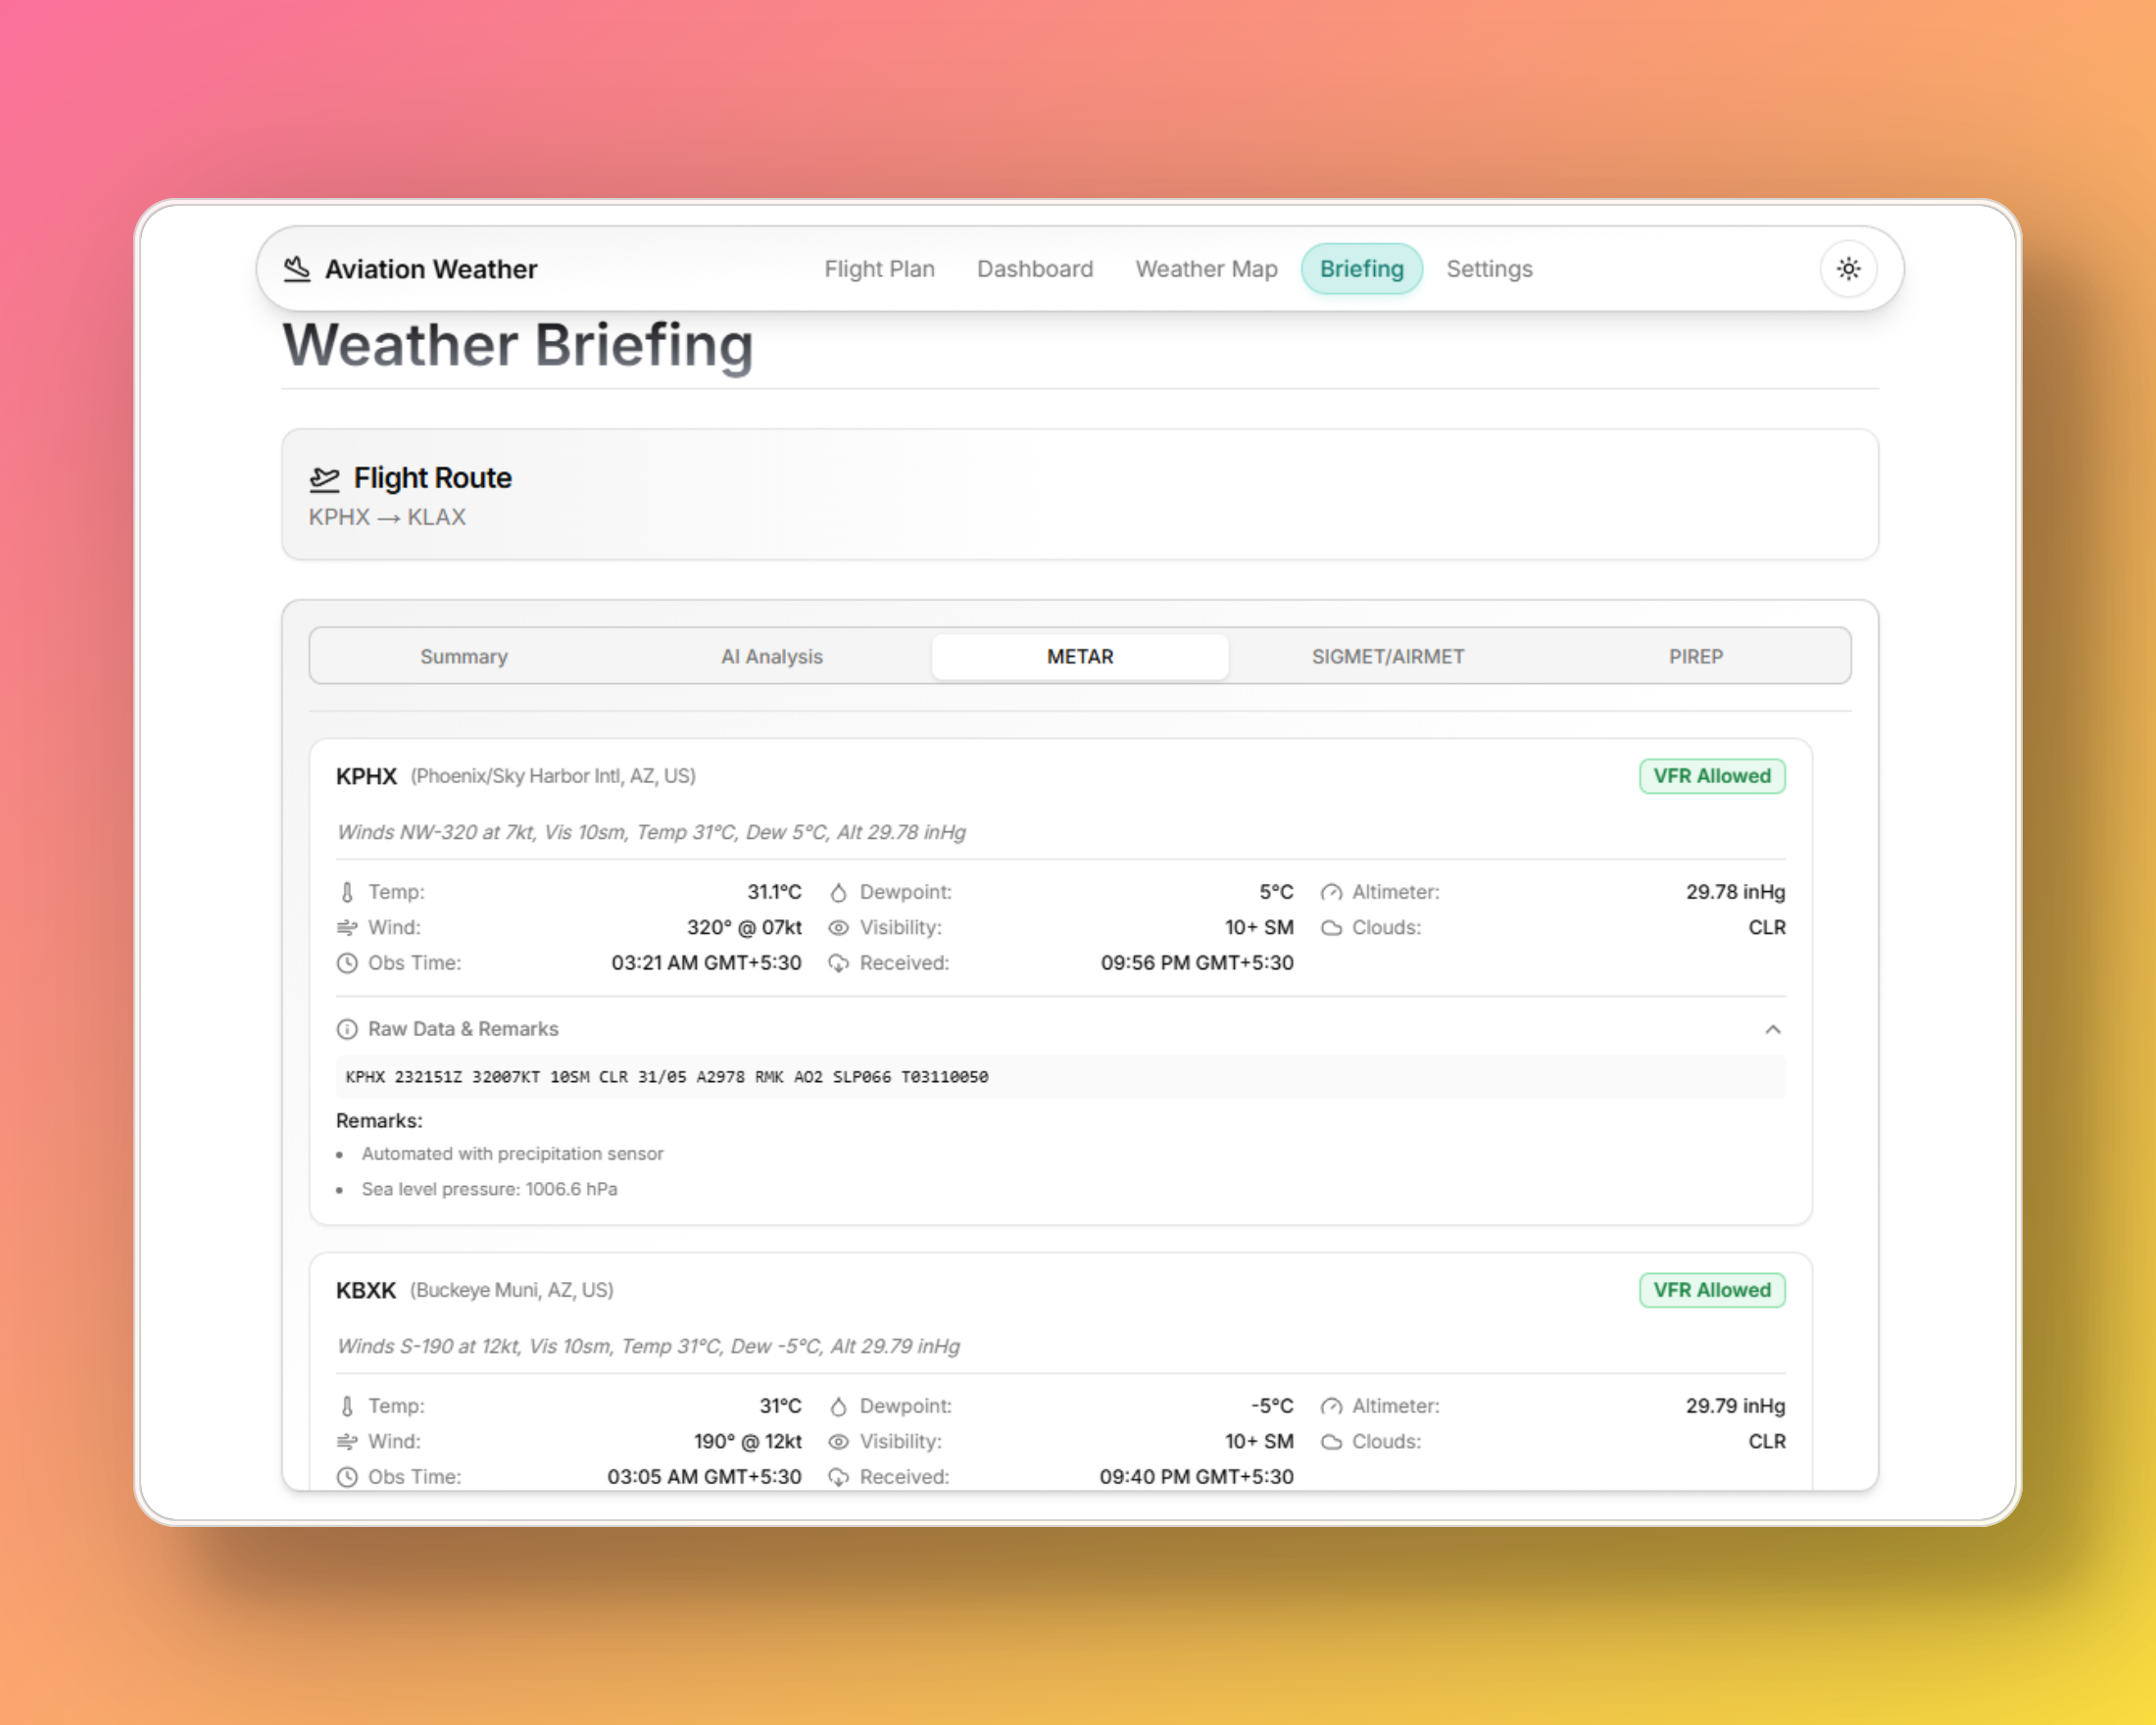 Aviation Weather
Flight Plan
Dashboard
Weather Map
Briefing
Settings
Weather Briefing
Flight Route
KPHX → KLAX
Summary
AI Analysis
METAR
SIGMET/AIRMET
PIREP
KPHX (Phoenix/Sky Harbor Intl, AZ, US)
VFR Allowed
Winds NW-320 at 7kt, Vis 10sm, Temp 31°C, Dew 5°C, Alt 29.78 inHg
Temp: 31.1°C Dewpoint: 5°C Altimeter: 29.78 inHg
Wind: 320° @ 07kt Visibility: 10+ SM Clouds: CLR
Obs Time: 03:21 AM GMT+5:30 Received: 09:56 PM GMT+5:30
Raw Data & Remarks
KPHX 232151Z 32007KT 10SM CLR 31/05 A2978 RMK AO2 SLP066 T03110050
Remarks:
• Automated with precipitation sensor
• Sea level pressure: 1006.6 hPa
KBXK (Buckeye Muni, AZ, US)
VFR Allowed
Winds S-190 at 12kt, Vis 10sm, Temp 31°C, Dew -5°C, Alt 29.79 inHg
Temp: 31°C Dewpoint: -5°C Altimeter: 29.79 inHg
Wind: 190° @ 12kt Visibility: 10+ SM Clouds: CLR
Obs Time: 03:05 AM GMT+5:30 Received: 09:40 PM GMT+5:30